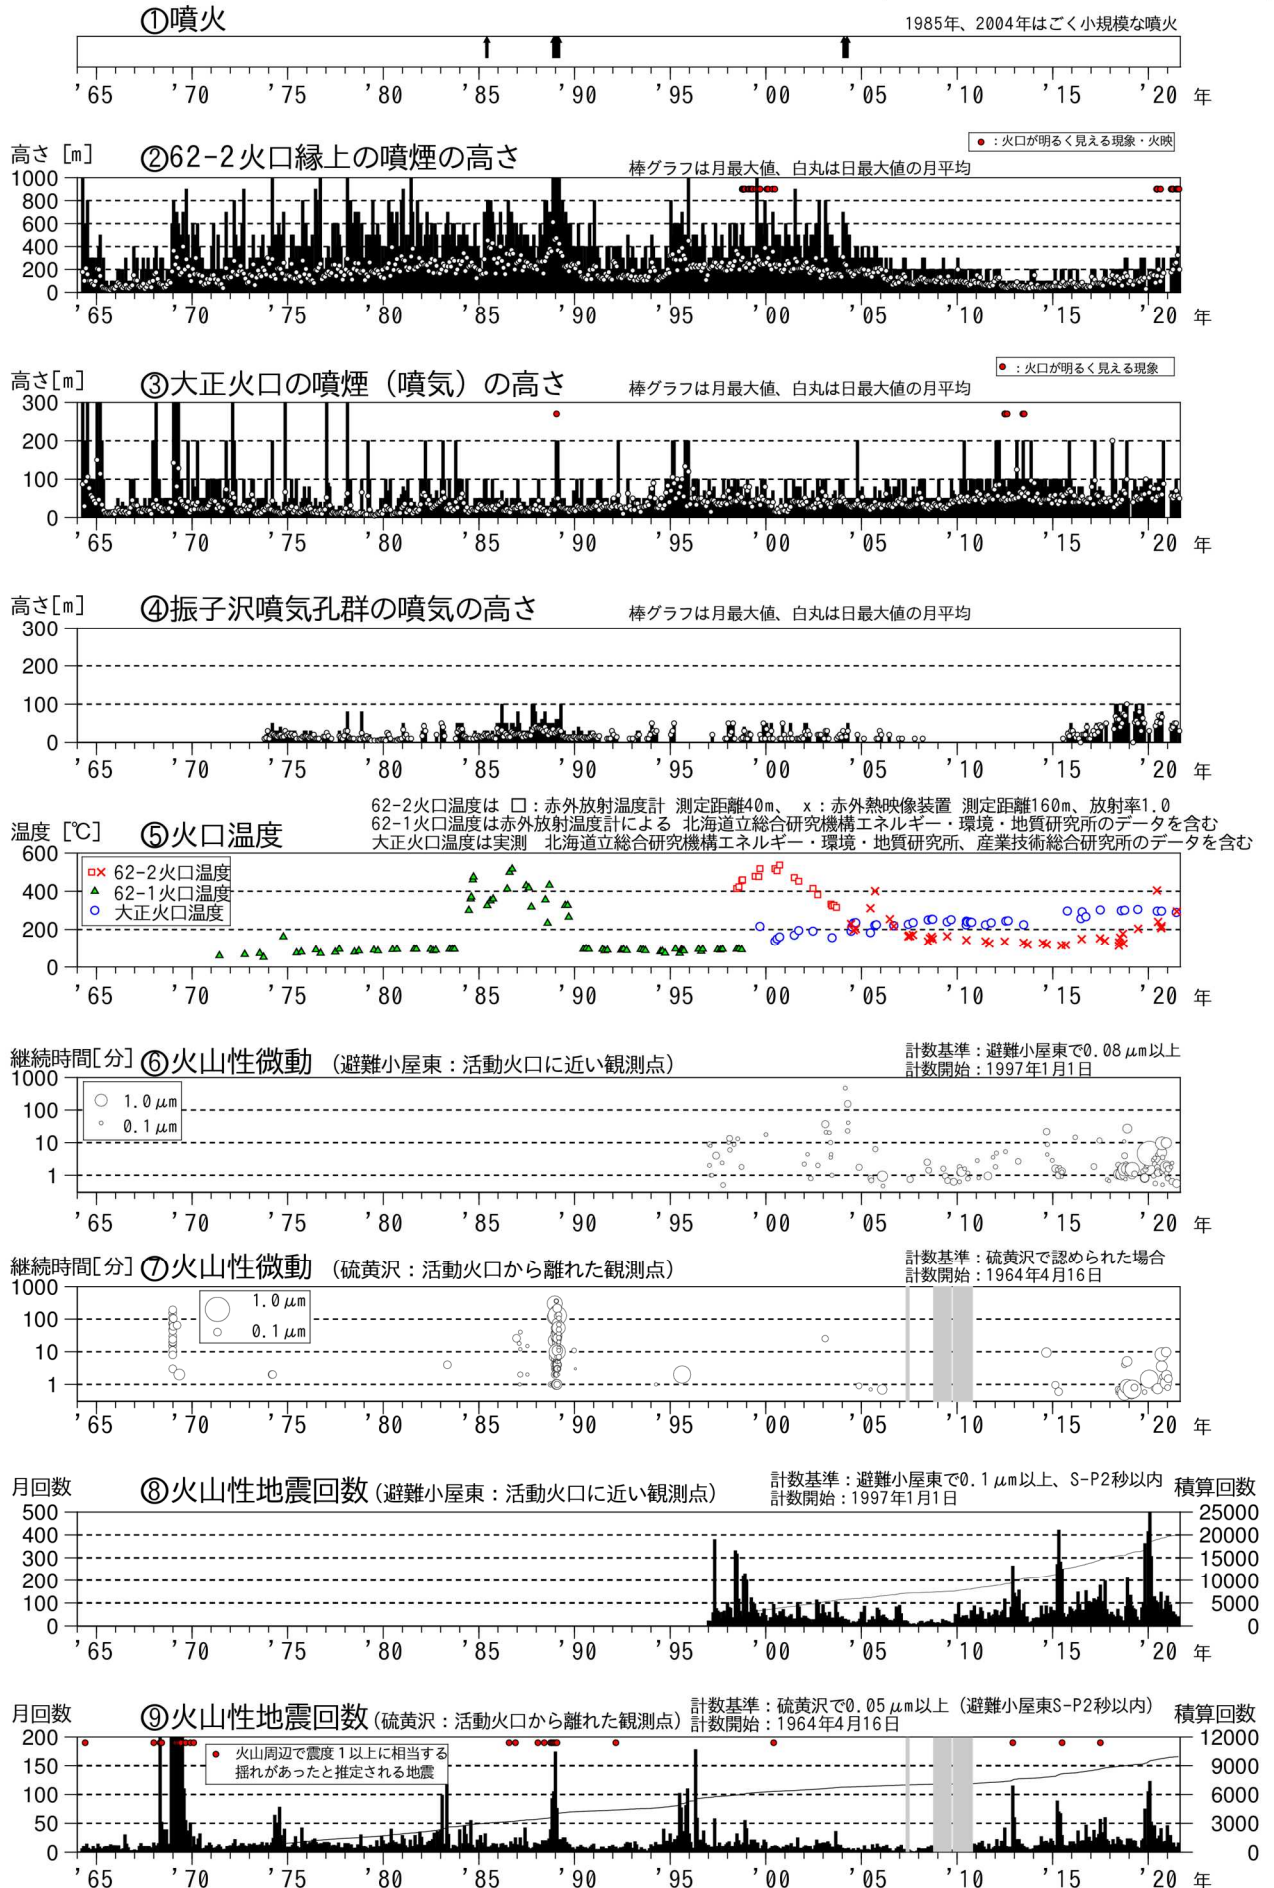 ①噴火
1985年、2004年はごく小規模な噴火
'65 '70 '75 '80 '85 '90 '95 '00 '05 '10 '15 '20 年
高さ [m]
②62-2火口縁上の噴煙の高さ
棒グラフは月最大値、白丸は日最大値の月平均
：火口が明るく見える現象・火映
1000
800
600
400
200
0
'65 '70 '75 '80 '85 '90 '95 '00 '05 '10 '15 '20 年
高さ[m]
③大正火口の噴煙（噴気）の高さ
棒グラフは月最大値、白丸は日最大値の月平均
：火口が明るく見える現象
300
200
100
0
'65 '70 '75 '80 '85 '90 '95 '00 '05 '10 '15 '20 年
高さ[m]
④振子沢噴気孔群の噴気の高さ
棒グラフは月最大値、白丸は日最大値の月平均
300
200
100
0
'65 '70 '75 '80 '85 '90 '95 '00 '05 '10 '15 '20 年
62-2火口温度は 口：赤外放射温度計 測定距離40m、 x：赤外熱映像装置 測定距離160m、放射率1.0
62-1火口温度は赤外放射温度計による 北海道立総合研究機構エネルギー・環境・地質研究所のデータを含む
大正火口温度は実測 北海道立総合研究機構エネルギー・環境・地質研究所、産業技術総合研究所のデータを含む
温度 [℃]
⑤火口温度
600
400
200
0
62-2火口温度
62-1火口温度
大正火口温度
'65 '70 '75 '80 '85 '90 '95 '00 '05 '10 '15 '20 年
継続時間[分]
⑥火山性微動 （避難小屋東：活動火口に近い観測点）
計数基準：避難小屋東で0.08μm以上
計数開始：1997年1月1日
1000
100
10
1
1.0μm
0.1μm
'65 '70 '75 '80 '85 '90 '95 '00 '05 '10 '15 '20 年
継続時間[分]
⑦火山性微動 （硫黄沢：活動火口から離れた観測点）
計数基準：硫黄沢で認められた場合
計数開始：1964年4月16日
1000
100
10
1
1.0μm
0.1μm
'65 '70 '75 '80 '85 '90 '95 '00 '05 '10 '15 '20 年
月回数
⑧火山性地震回数（避難小屋東：活動火口に近い観測点）
計数基準：避難小屋東で0.1μm以上、S-P2秒以内
計数開始：1997年1月1日
積算回数
500 25000
400 20000
300 15000
200 10000
100 5000
0 0
'65 '70 '75 '80 '85 '90 '95 '00 '05 '10 '15 '20 年
月回数
⑨火山性地震回数（硫黄沢：活動火口から離れた観測点）
計数基準：硫黄沢で0.05μm以上（避難小屋東S-P2秒以内）
計数開始：1964年4月16日
積算回数
200 12000
150 9000
100 6000
50 3000
0 0
火山周辺で震度１以上に相当する
揺れがあったと推定される地震
'65 '70 '75 '80 '85 '90 '95 '00 '05 '10 '15 '20 年